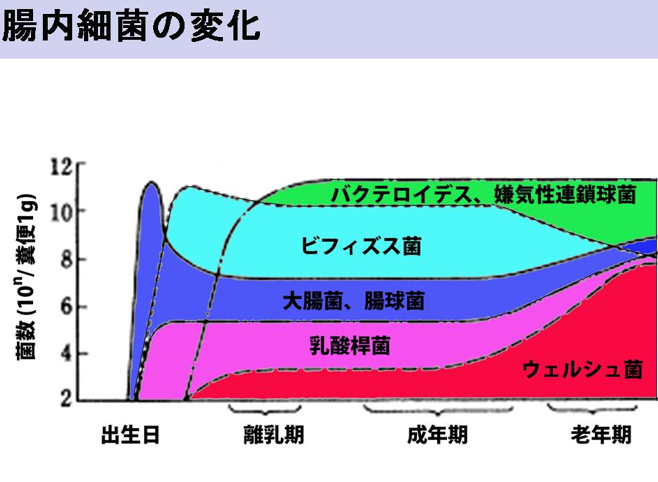 腸内細菌の変化
菌数 (10ⁿ/糞便1g)
12
10
8
6
4
2
バクテロイデス、嫌気性連鎖球菌
ビフィズス菌
大腸菌、腸球菌
乳酸桿菌
ウェルシュ菌
出生日
離乳期
成年期
老年期